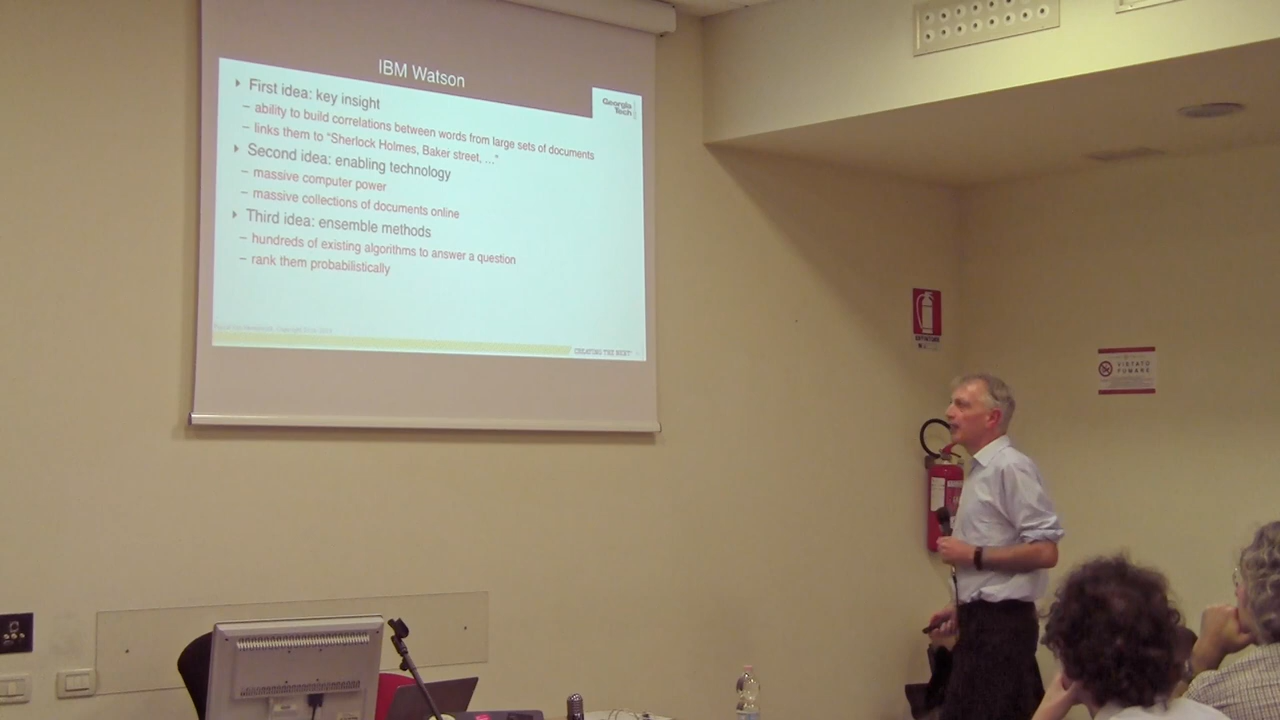 IBM Watson
Georgia
Tech
First idea: key insight
– ability to build correlations between words from large sets of documents
– links them to "Sherlock Holmes, Baker street, ..."
Second idea: enabling technology
– massive computer power
– massive collections of documents online
Third idea: ensemble methods
– hundreds of existing algorithms to answer a question
– rank them probabilistically
CREATING THE NEXT
ESTINTORE
VIETATO
FUMARE